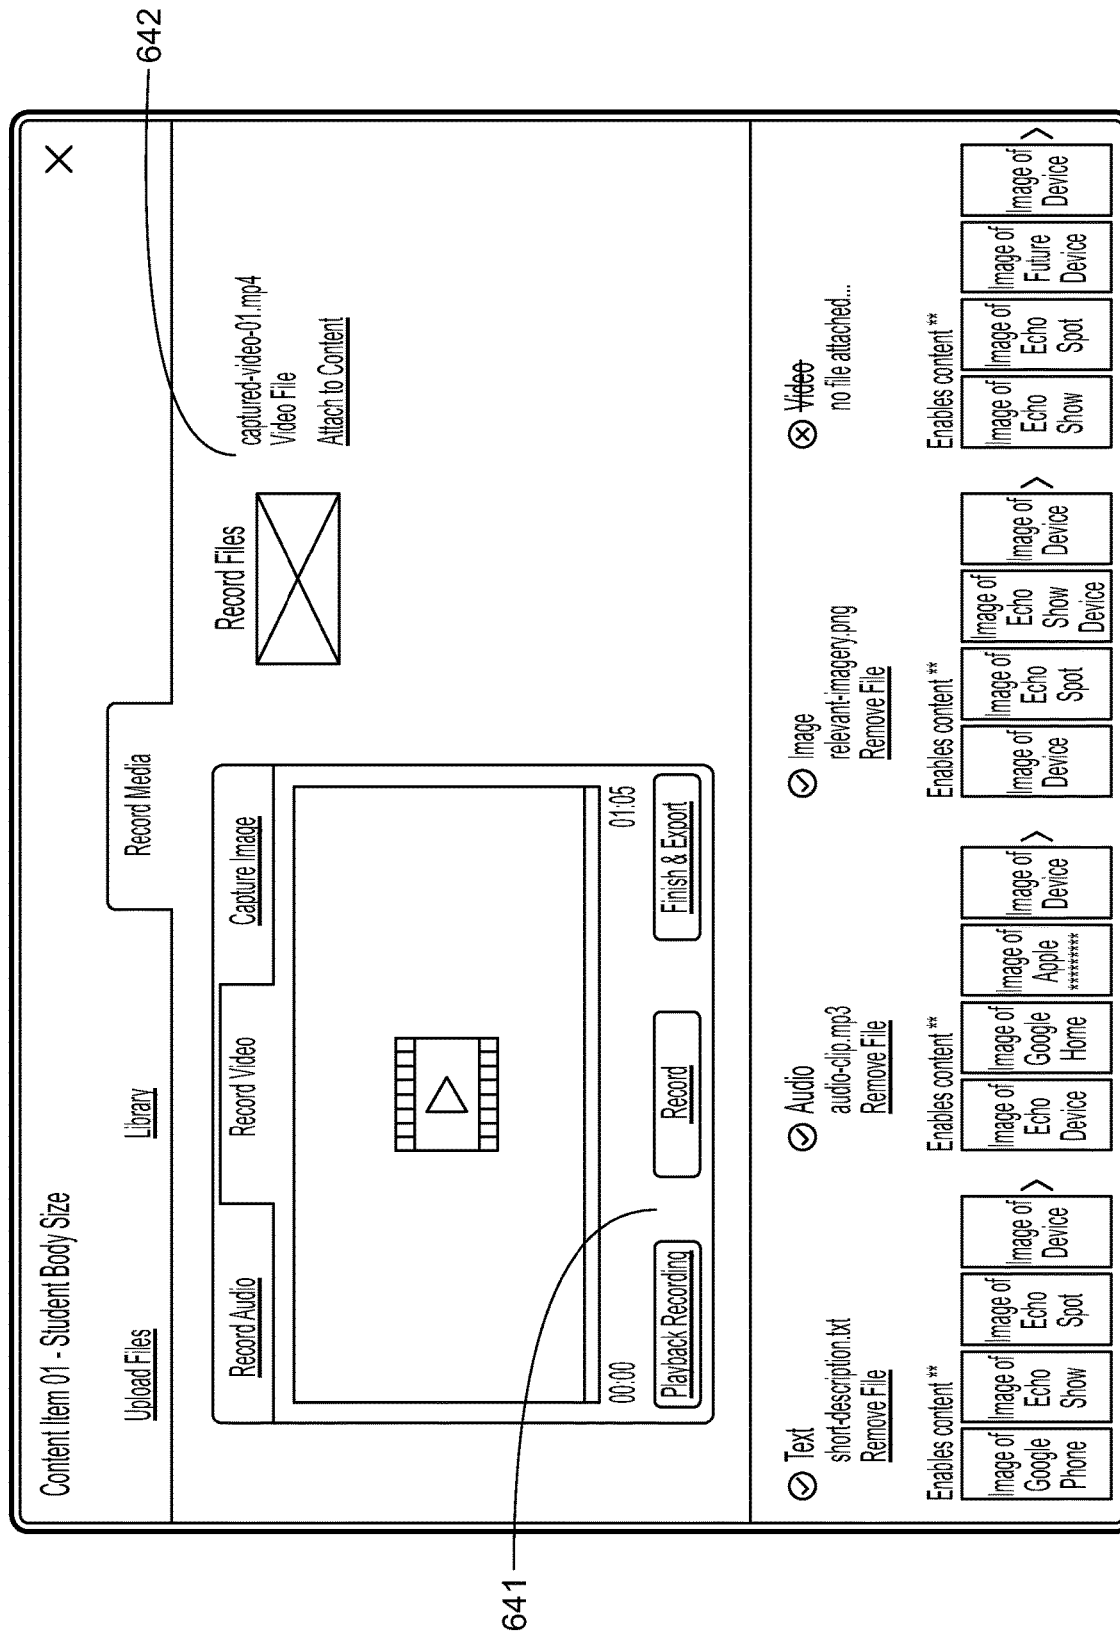 642
Content Item 01 - Student Body Size
X
Upload Files
Library
Record Media
Record Audio
Record Video
Capture Image
00:00
01:05
Playback Recording
Record
Finish & Export
Record Files
captured-video-01.mp4
Video File
Attach to Content
641
Text
short-description.txt
Remove File
Enables content **
Image of
Google
Phone
Image of
Echo
Show
Image of
Echo
Spot
Image of
Device
Audio
audio-clip.mp3
Remove File
Enables content **
Image of
Echo
Device
Image of
Google
Home
Image of
Apple
*********
Image of
Device
Image
relevant-imagery.png
Remove File
Enables content **
Image of
Device
Image of
Echo
Spot
Image of
Echo
Show
Device
Image of
Device
Video
no file attached...
Enables content **
Image of
Echo
Show
Image of
Echo
Spot
Image of
Future
Device
Image of
Device